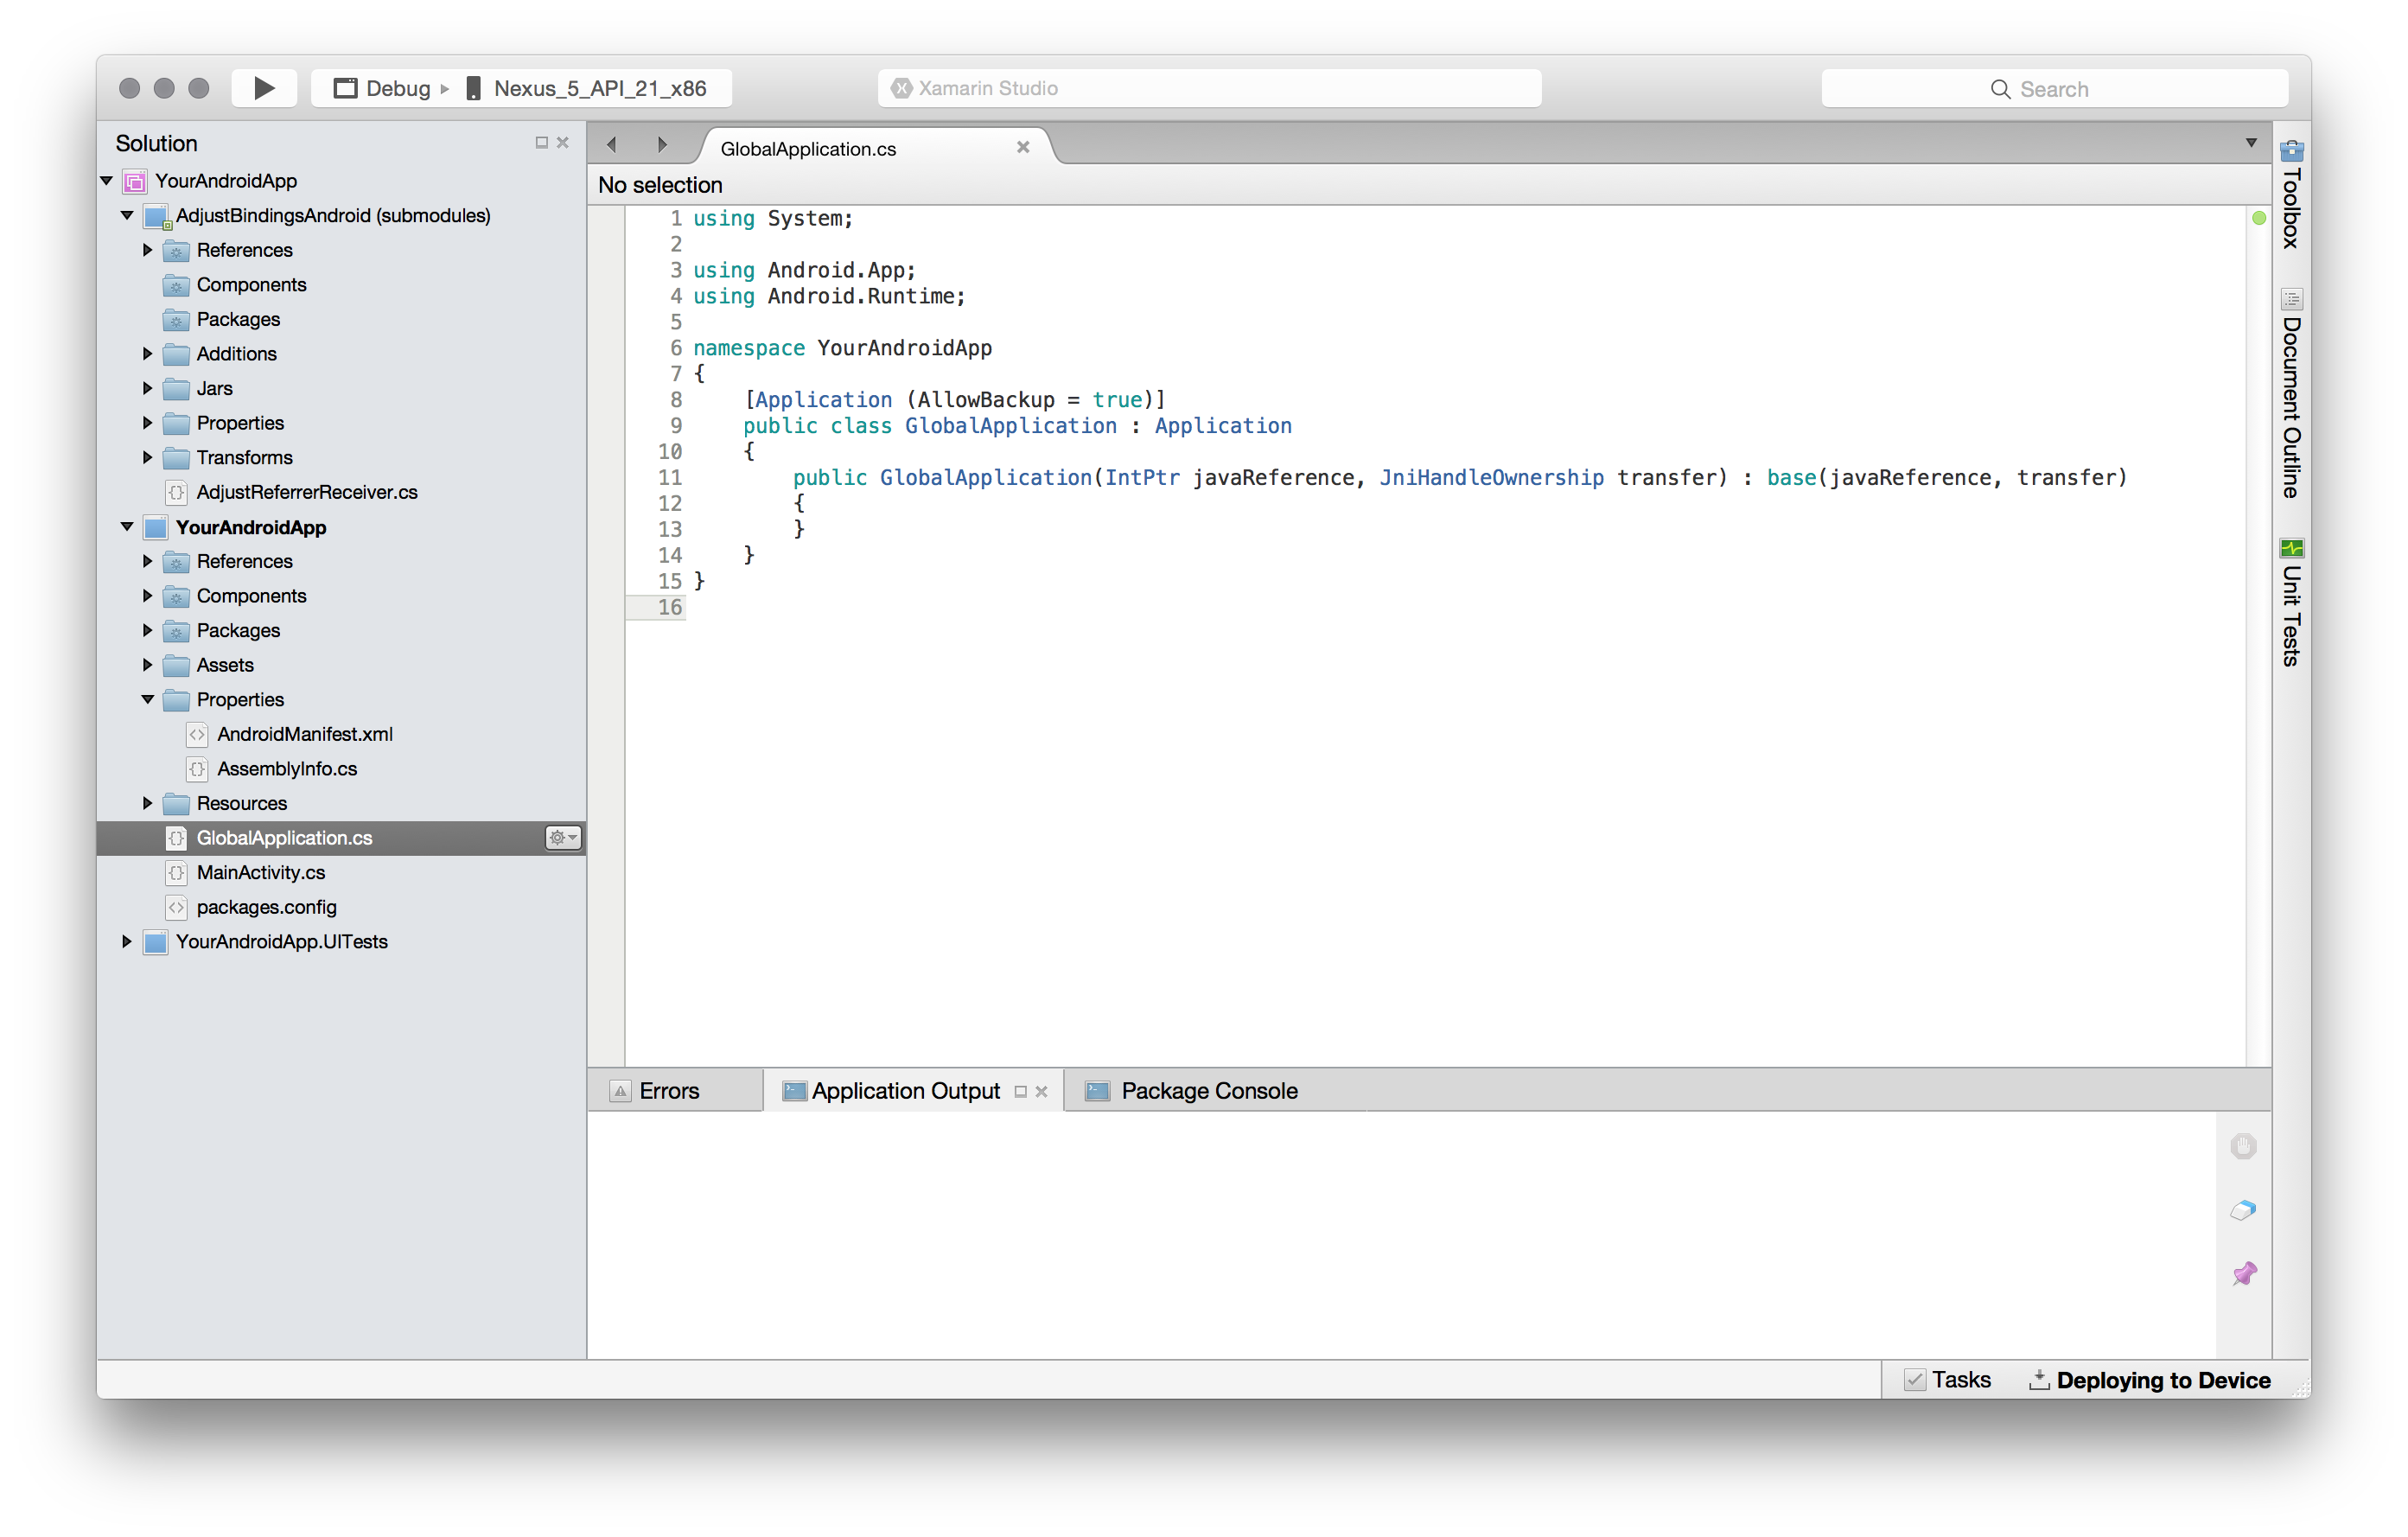 Debug
Nexus_5_API_21_x86
Xamarin Studio
Search
Solution
YourAndroidApp
AdjustBindingsAndroid (submodules)
References
Components
Packages
Additions
Jars
Properties
Transforms
AdjustReferrerReceiver.cs
YourAndroidApp
References
Components
Packages
Assets
Properties
AndroidManifest.xml
AssemblyInfo.cs
Resources
GlobalApplication.cs
MainActivity.cs
packages.config
YourAndroidApp.UITests
GlobalApplication.cs
No selection
1 using System;
2
3 using Android.App;
4 using Android.Runtime;
5
6 namespace YourAndroidApp
7 {
8     [Application (AllowBackup = true)]
9     public class GlobalApplication : Application
10     {
11         public GlobalApplication(IntPtr javaReference, JniHandleOwnership transfer) : base(javaReference, transfer)
12         {
13         }
14     }
15 }
16
Toolbox
Document Outline
Unit Tests
Errors
Application Output
Package Console
Tasks
Deploying to Device